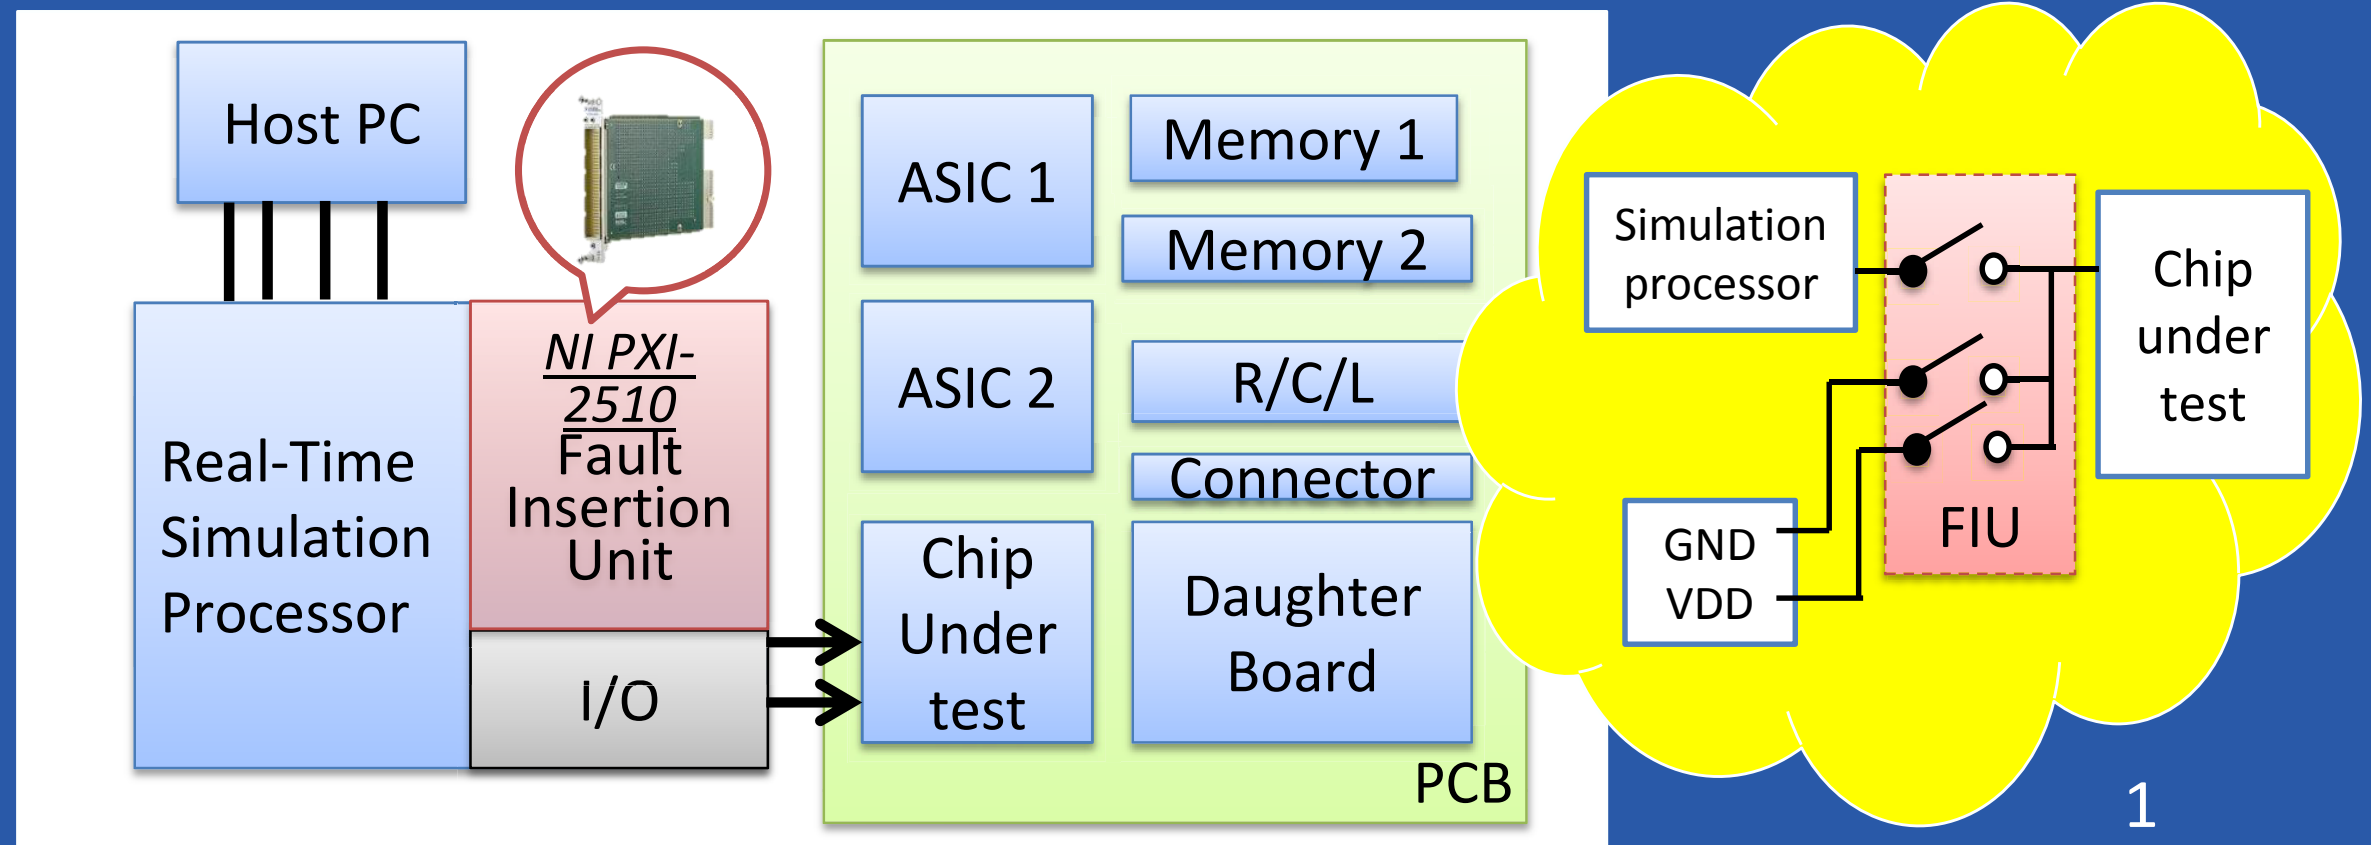 Host PC
Real-Time
Simulation
Processor
NI PXI-
2510
Fault
Insertion
Unit
I/O
ASIC 1
ASIC 2
Chip
Under
test
Memory 1
Memory 2
R/C/L
Connector
Daughter
Board
PCB
Simulation
processor
GND
VDD
FIU
Chip
under
test
1